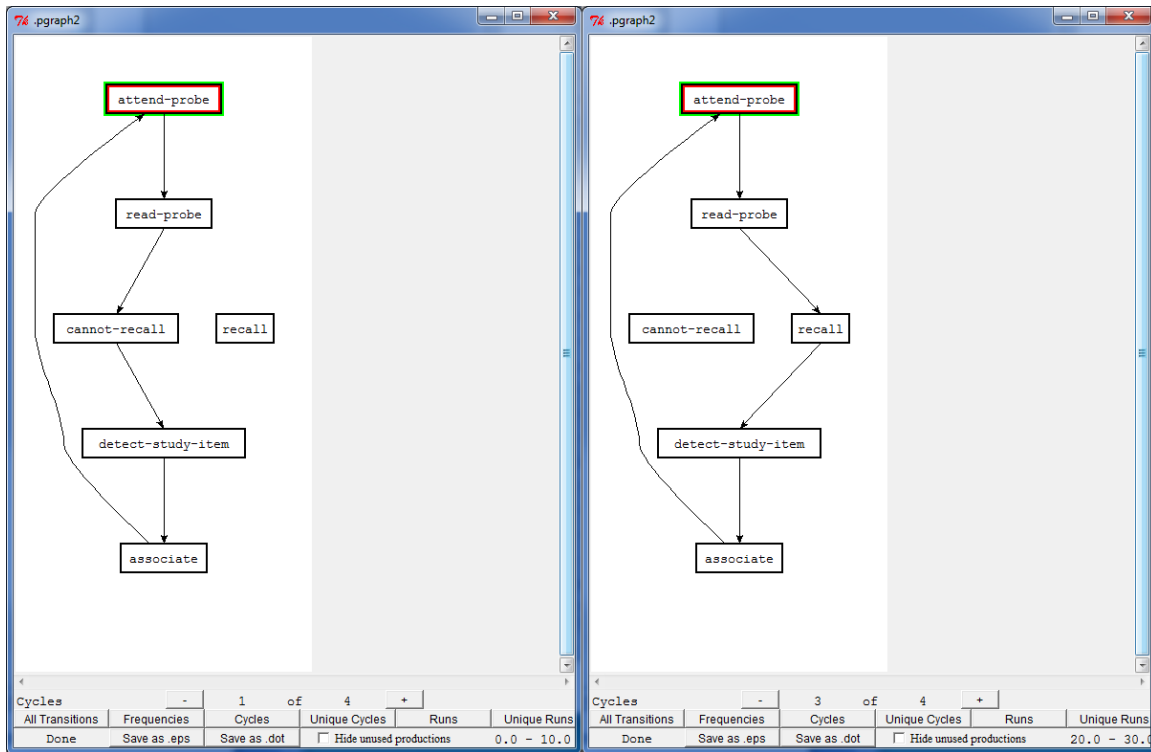 .pgraph2
attend-probe
read-probe
cannot-recall recall
detect-study-item
associate
Cycles - 1 of 4 +
All Transitions Frequencies Cycles Unique Cycles Runs Unique Runs
Done Save as .eps Save as .dot Hide unused productions 0.0 - 10.0
.pgraph2
attend-probe
read-probe
cannot-recall recall
detect-study-item
associate
Cycles - 3 of 4 +
All Transitions Frequencies Cycles Unique Cycles Runs Unique Runs
Done Save as .eps Save as .dot Hide unused productions 20.0 - 30.0